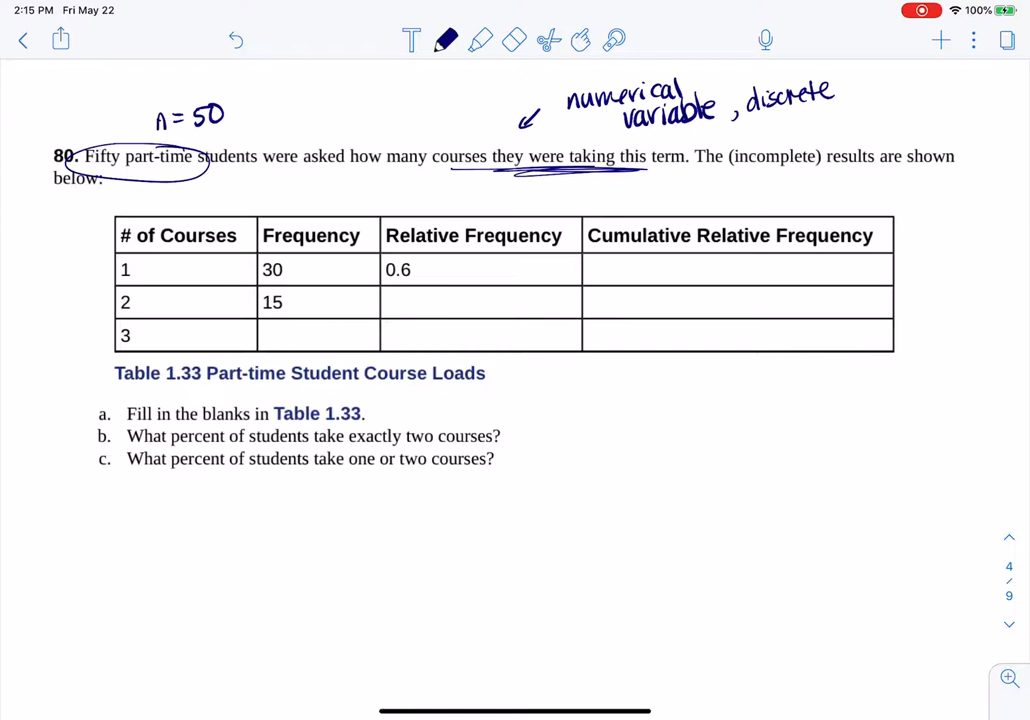 2:15 PM Fri May 22
100%
numerical
variable, discrete
n = 50
80. Fifty part-time students were asked how many courses they were taking this term. The (incomplete) results are shown
below:
# of Courses Frequency Relative Frequency Cumulative Relative Frequency
1 30 0.6
2 15
3
Table 1.33 Part-time Student Course Loads
a. Fill in the blanks in Table 1.33.
b. What percent of students take exactly two courses?
c. What percent of students take one or two courses?
4
/
9